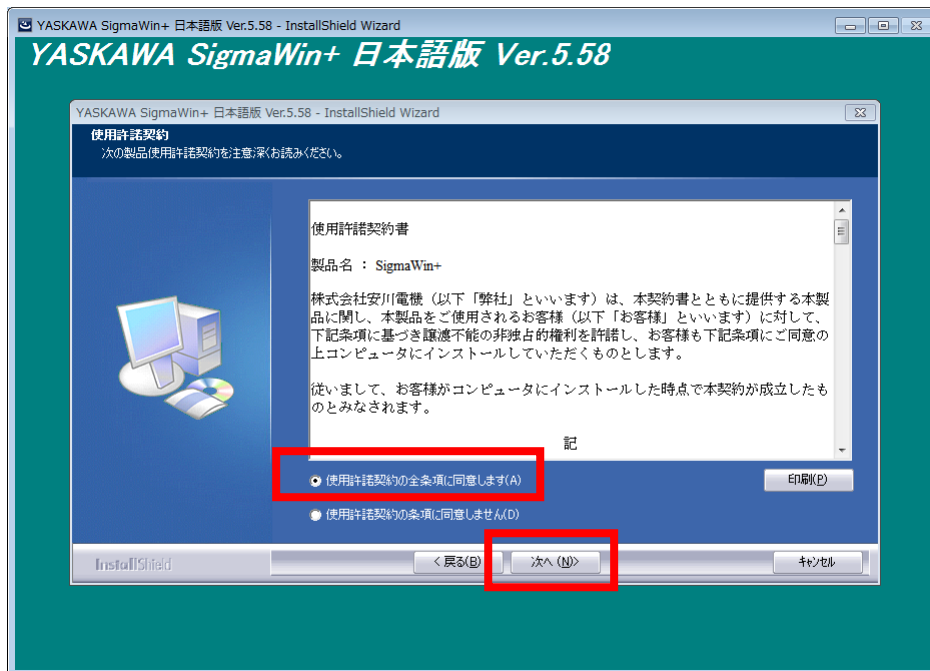 YASKAWA SigmaWin+ 日本語版 Ver.5.58 - InstallShield Wizard
YASKAWA SigmaWin+ 日本語版 Ver.5.58
YASKAWA SigmaWin+ 日本語版 Ver.5.58 - InstallShield Wizard
使用許諾契約
次の製品使用許諾契約を注意深くお読みください。
使用許諾契約書
製品名 ： SigmaWin+
株式会社安川電機（以下「弊社」といいます）は、本契約書とともに提供する本製
品に関し、本製品をご使用されるお客様（以下「お客様」といいます）に対して、
下記条項に基づき譲渡不能の非独占的権利を許諾し、お客様も下記条項にご同意の
上コンピュータにインストールしていただくものとします。
従いまして、お客様がコンピュータにインストールした時点で本契約が成立したも
のとみなされます。
記
使用許諾契約の全条項に同意します(A)
印刷(P)
使用許諾契約の条項に同意しません(D)
InstallShield
< 戻る(B)
次へ (N)>
キャンセル